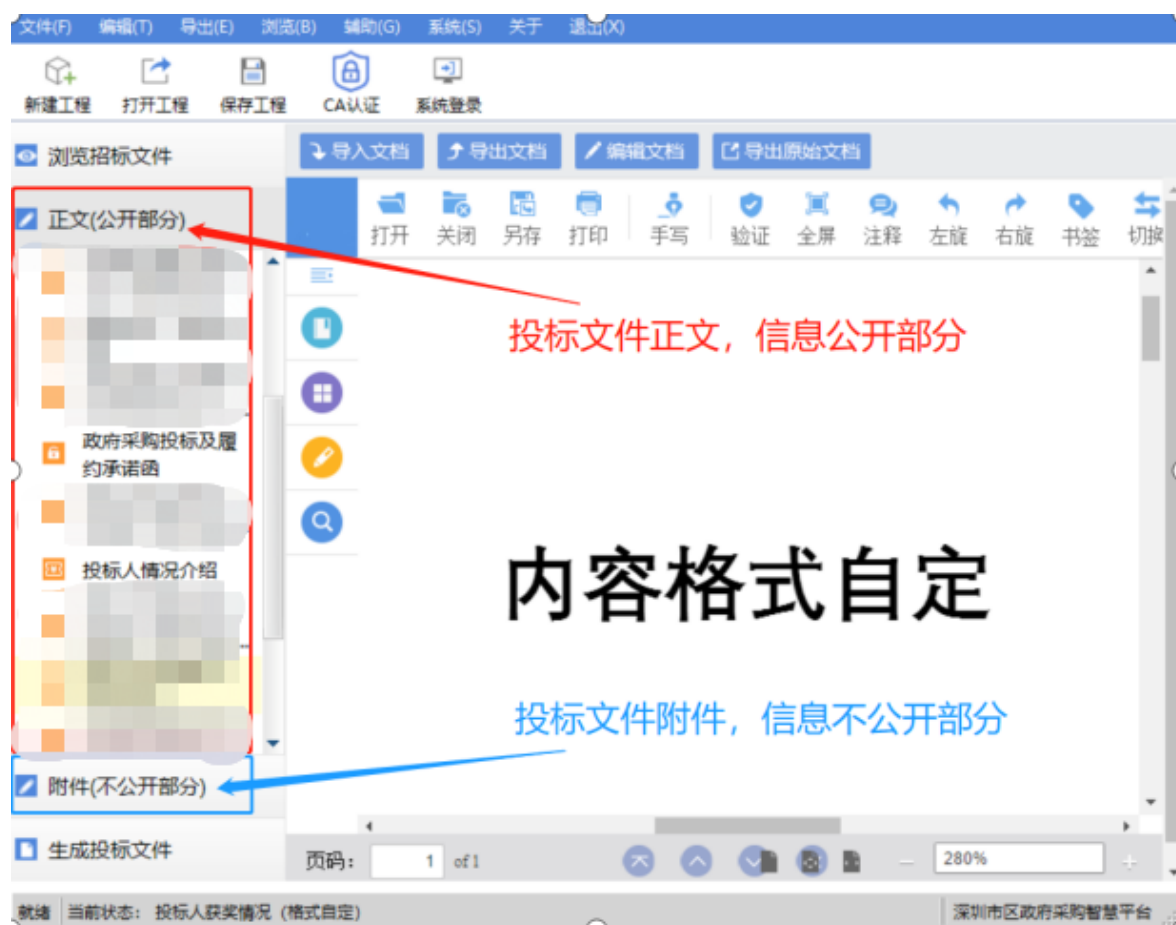 文件(F) 编辑(T) 导出(E) 浏览(B) 辅助(G) 系统(S) 关于 退出(X)
新建工程 打开工程 保存工程 CA认证 系统登录
浏览招标文件
导入文档 导出文档 编辑文档 导出原始文档
正文(公开部分)
打开 关闭 另存 打印 手写 验证 全屏 注释 左旋 右旋 书签 切换
投标文件正文，信息公开部分
政府采购投标及履
约承诺函
投标人情况介绍
内容格式自定
投标文件附件，信息不公开部分
附件(不公开部分)
生成投标文件
页码: 1 of 1 280%
就绪 当前状态: 投标人获奖情况 (格式自定) 深圳市区政府采购智慧平台